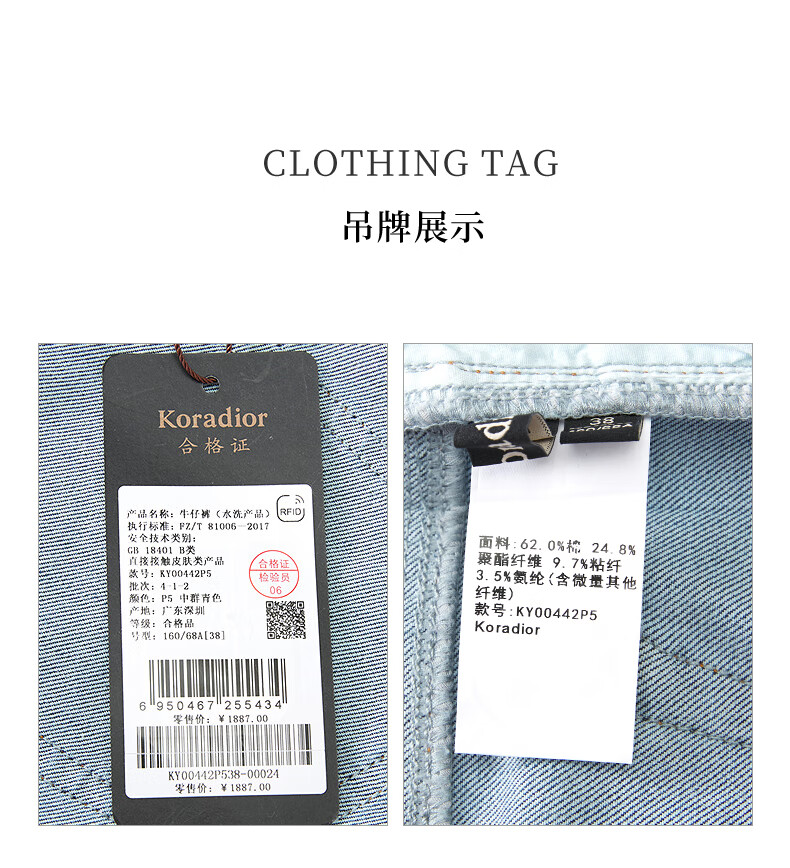 CLOTHING TAG
吊牌展示
Koradior
合格证
产品名称: 牛仔裤 (水洗产品)
RFID
执行标准: FZ/T 81006-2017
安全技术类别:
GB 18401 B类
直接接触皮肤类产品
款号: KY00442P5
批次: 4-1-2
颜色: P5 中群青色
产地: 广东深圳
等级: 合格品
号型: 160/68A[38]
合格证
检验员
06
6 950467 255434
零售价: ¥1887.00
KY00442P538-00024
零售价: ¥1887.00
38
面料:62.0%棉 24.8%
聚酯纤维 9.7%粘纤
3.5%氨纶(含微量其他
纤维)
款号:KY00442P5
Koradior